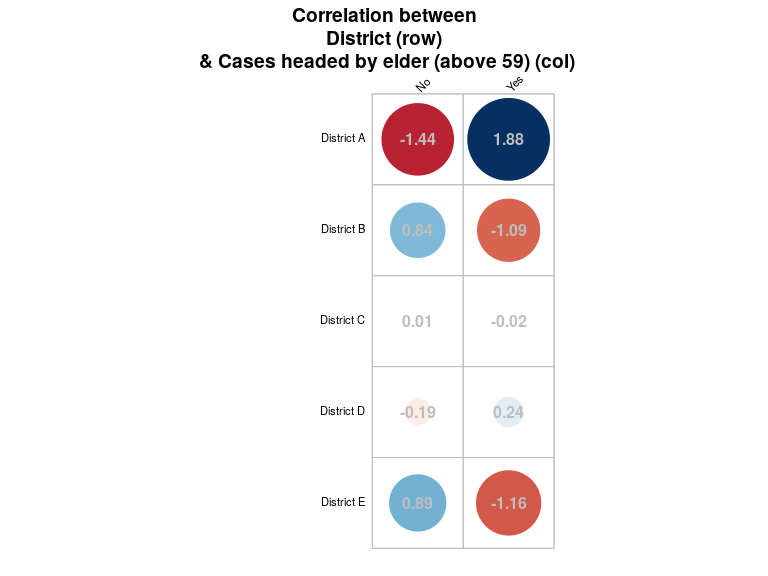 Correlation between
District (row)
& Cases headed by elder (above 59) (col)
No Yes
District A -1.44 1.88
District B 0.84 -1.09
District C 0.01 -0.02
District D -0.19 0.24
District E 0.89 -1.16